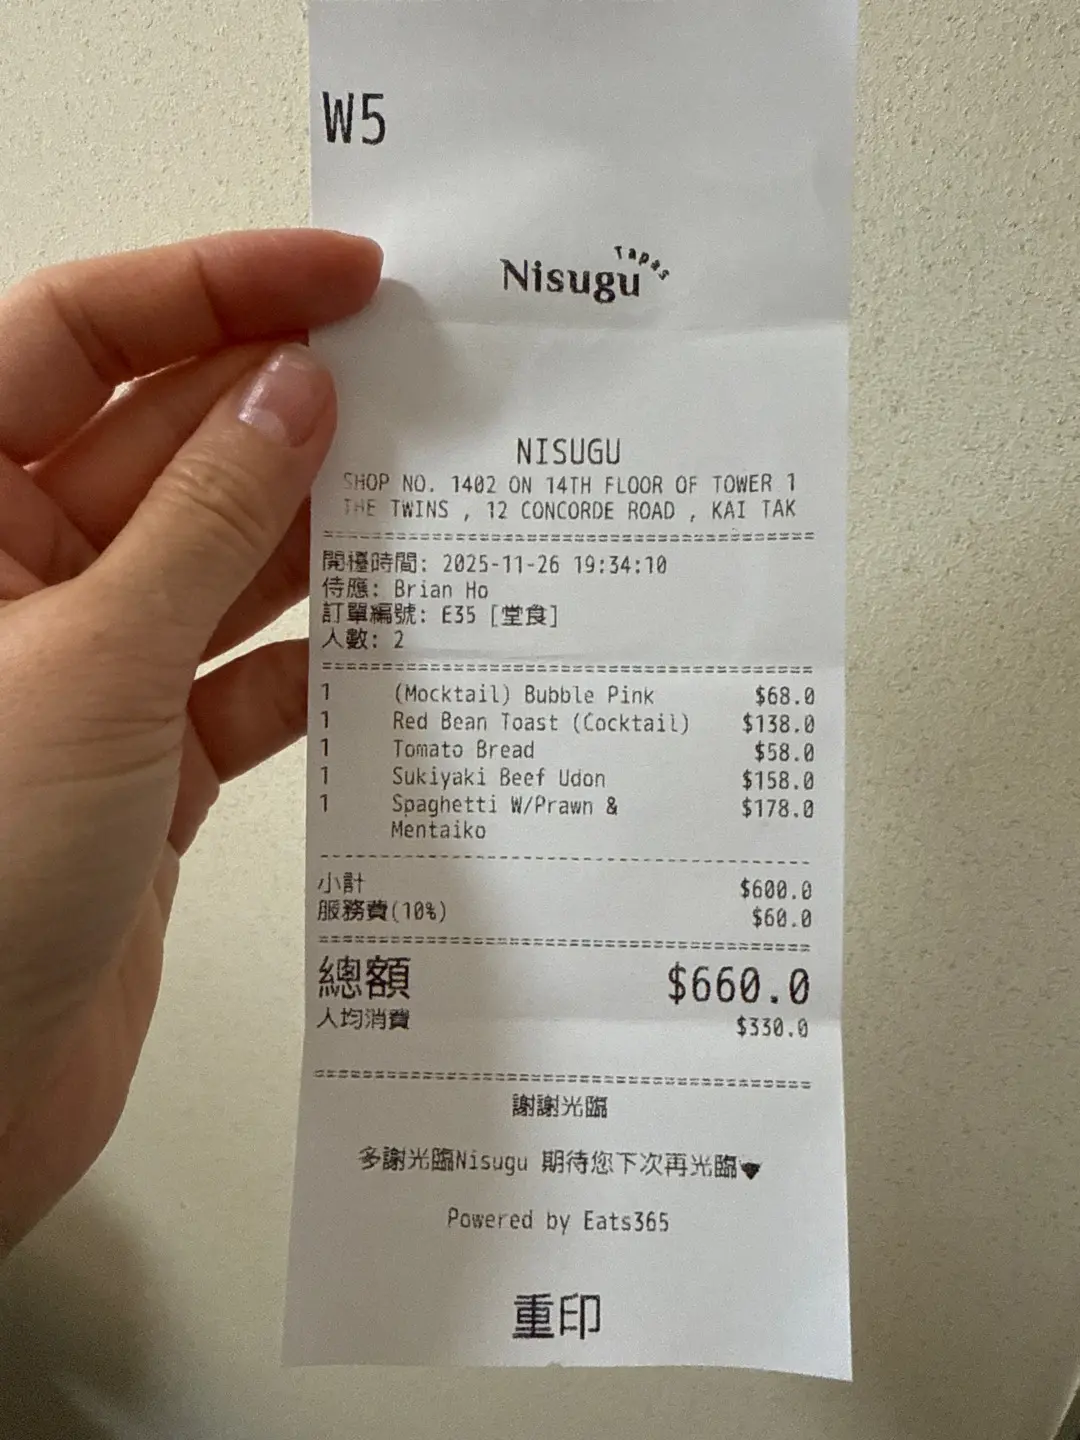 W5
Nisugu Tapas
NISUGU
SHOP NO. 1402 ON 14TH FLOOR OF TOWER 1
THE TWINS , 12 CONCORDE ROAD , KAI TAK
開檯時間: 2025-11-26 19:34:10
侍應: Brian Ho
訂單編號: E35 [堂食]
人數: 2
1 (Mocktail) Bubble Pink $68.0
1 Red Bean Toast (Cocktail) $138.0
1 Tomato Bread $58.0
1 Sukiyaki Beef Udon $158.0
1 Spaghetti W/Prawn & $178.0
Mentaiko
小計 $600.0
服務費(10%) $60.0
總額 $660.0
人均消費 $330.0
謝謝光臨
多謝光臨Nisugu 期待您下次再光臨♥
Powered by Eats365
重印